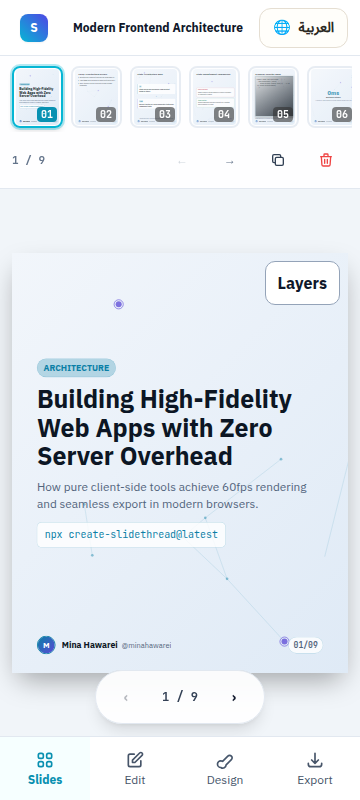 S
Modern Frontend Architecture
🌐 العربية
01
02
03
04
05
06
1 / 9
←
→
Layers
ARCHITECTURE
Building High-Fidelity
Web Apps with Zero
Server Overhead
How pure client-side tools achieve 60fps rendering
and seamless export in modern browsers.
npx create-slidethread@latest
M
Mina Hawarei @minahawarei
01/09
‹ 1 / 9 ›
Slides
Edit
Design
Export